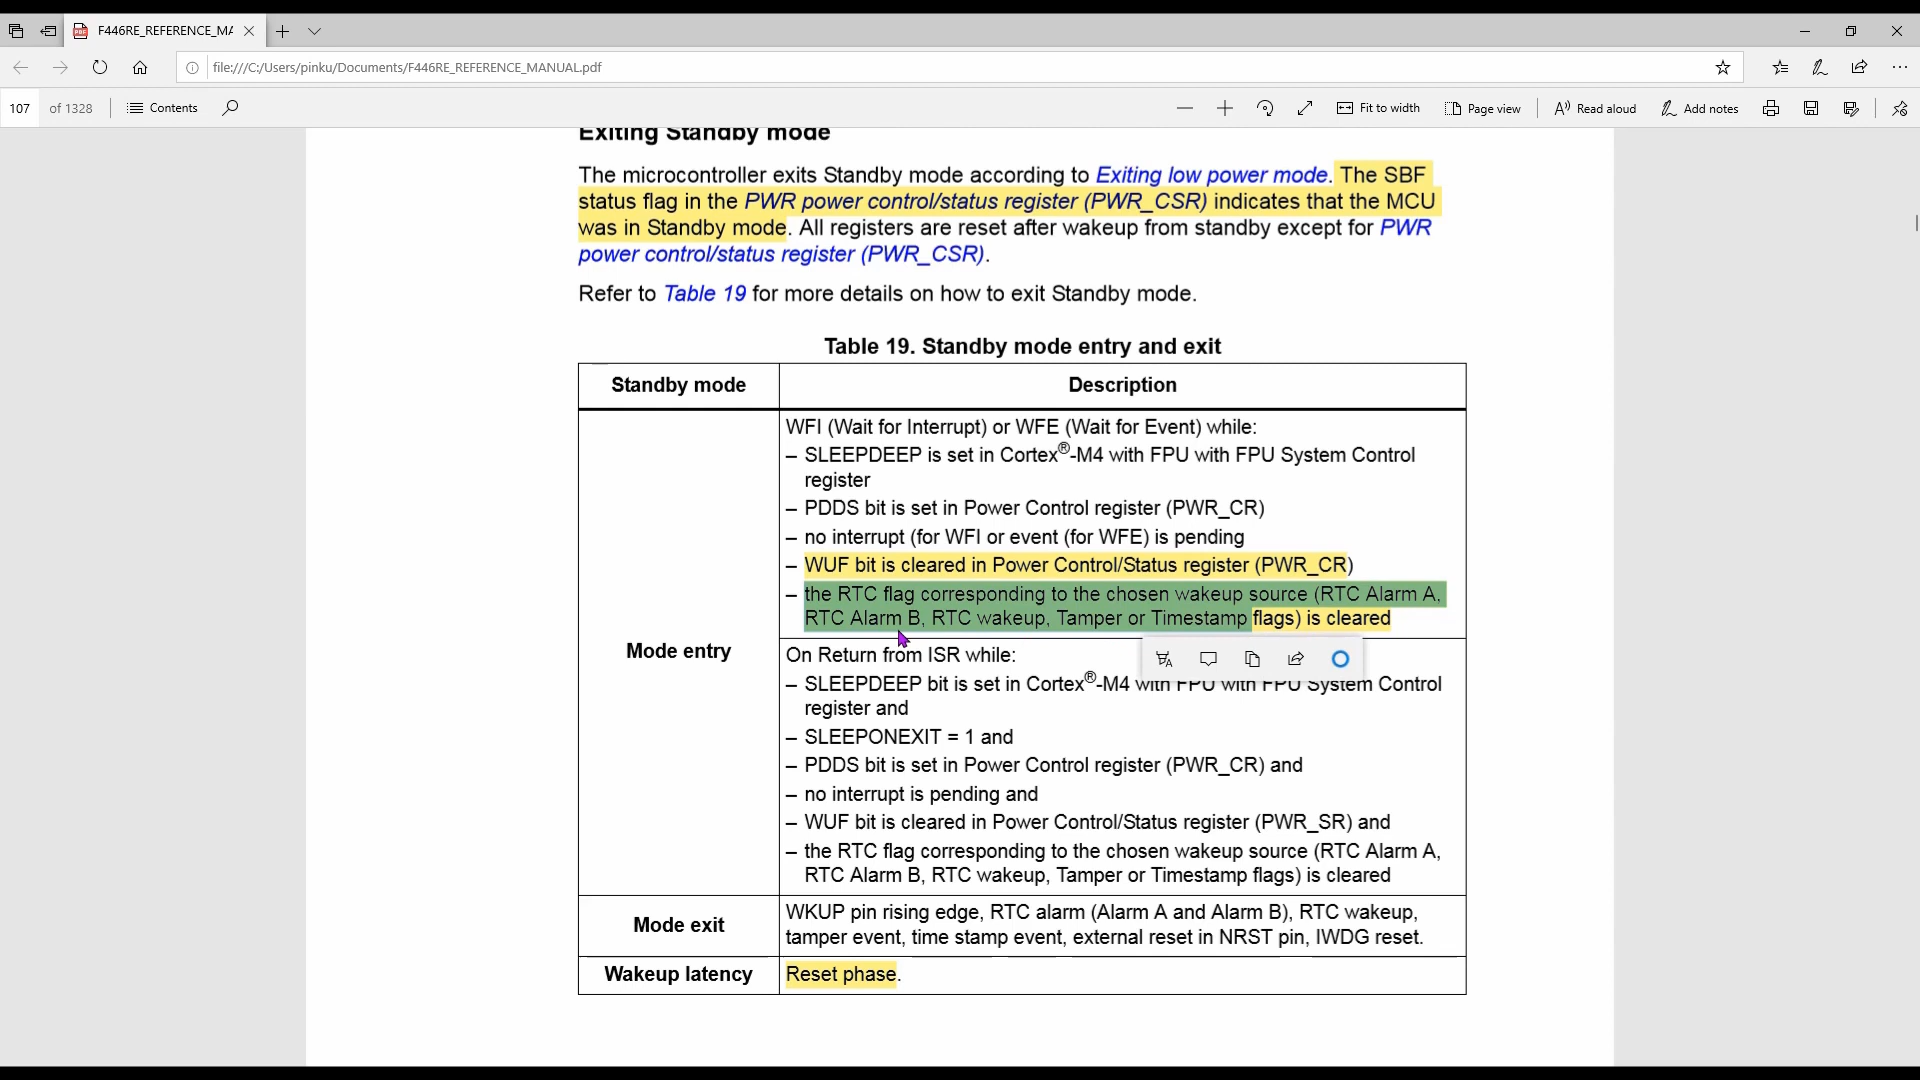 F446RE_REFERENCE_MA
file:///C:/Users/pinku/Documents/F446RE_REFERENCE_MANUAL.pdf
107 of 1328 Contents Fit to width Page view Read aloud Add notes
Exiting Standby mode
The microcontroller exits Standby mode according to Exiting low power mode. The SBF
status flag in the PWR power control/status register (PWR_CSR) indicates that the MCU
was in Standby mode. All registers are reset after wakeup from standby except for PWR
power control/status register (PWR_CSR).
Refer to Table 19 for more details on how to exit Standby mode.
Table 19. Standby mode entry and exit
Standby mode Description
Mode entry
WFI (Wait for Interrupt) or WFE (Wait for Event) while:
– SLEEPDEEP is set in Cortex®-M4 with FPU with FPU System Control
register
– PDDS bit is set in Power Control register (PWR_CR)
– no interrupt (for WFI or event (for WFE) is pending
– WUF bit is cleared in Power Control/Status register (PWR_CR)
– the RTC flag corresponding to the chosen wakeup source (RTC Alarm A,
RTC Alarm B, RTC wakeup, Tamper or Timestamp flags) is cleared
On Return from ISR while:
– SLEEPDEEP bit is set in Cortex®-M4 with FPU with FPU System Control
register and
– SLEEPONEXIT = 1 and
– PDDS bit is set in Power Control register (PWR_CR) and
– no interrupt is pending and
– WUF bit is cleared in Power Control/Status register (PWR_SR) and
– the RTC flag corresponding to the chosen wakeup source (RTC Alarm A,
RTC Alarm B, RTC wakeup, Tamper or Timestamp flags) is cleared
Mode exit
WKUP pin rising edge, RTC alarm (Alarm A and Alarm B), RTC wakeup,
tamper event, time stamp event, external reset in NRST pin, IWDG reset.
Wakeup latency Reset phase.